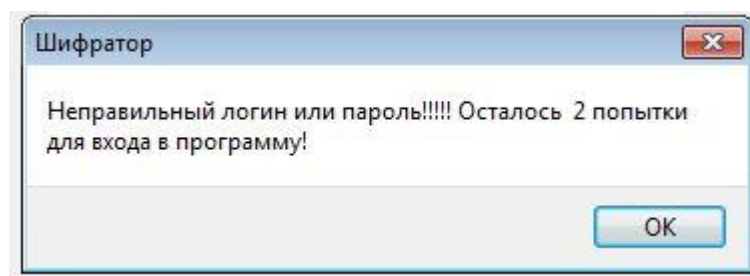 Шифратор
Неправильный логин или пароль!!!!! Осталось  2 попытки
для входа в программу!
OK